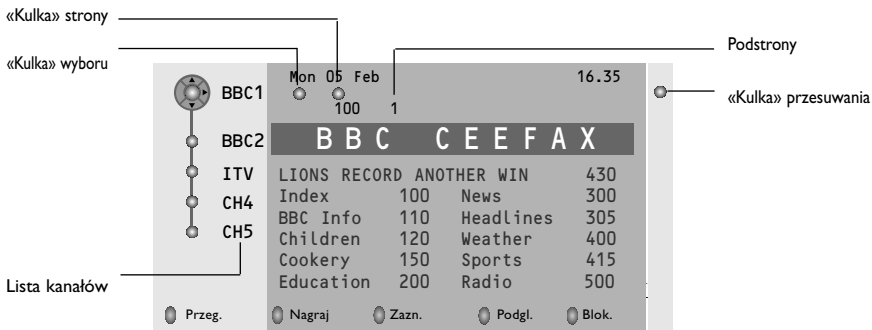 «Kulka» strony
«Kulka» wyboru
Podstrony
«Kulka» przesuwania
Lista kanałów
BBC1
BBC2
ITV
CH4
CH5
Mon 05 Feb 16.35
100 1
BBC CEEFAX
LIONS RECORD ANOTHER WIN 430
Index 100 News 300
BBC Info 110 Headlines 305
Children 120 Weather 400
Cookery 150 Sports 415
Education 200 Radio 500
Przeg. Nagraj Zazn. Podgl. Blok.